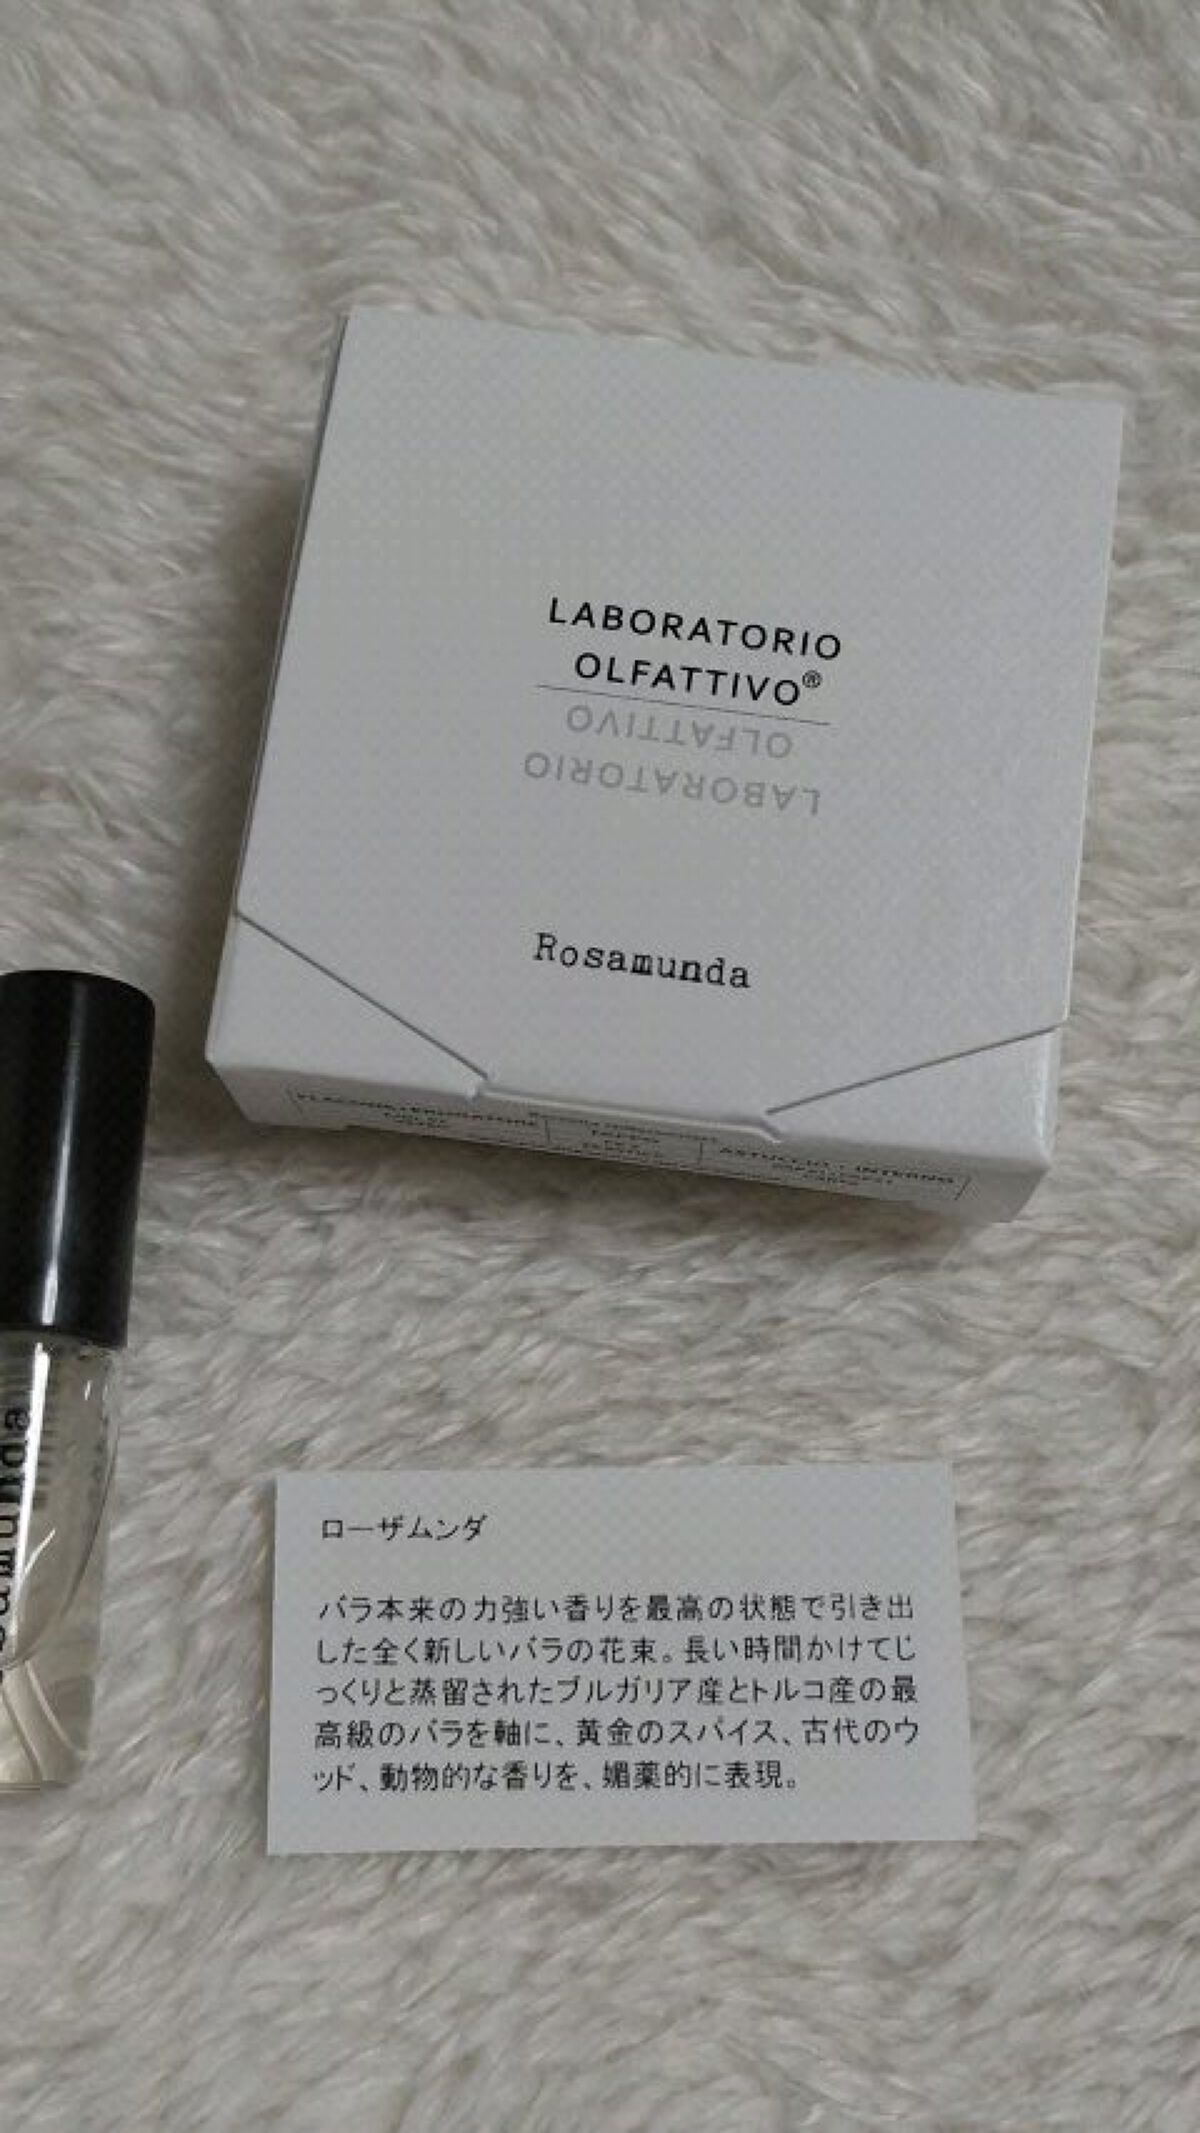 LABORATORIO
OLFATTIVO®
OLFATTIVO
LABORATORIO
Rosamunda
ASTUCCIO - INTERNO
ローザムンダ
バラ本来の力強い香りを最高の状態で引き出
した全く新しいバラの花束。長い時間かけてじ
っくりと蒸留されたブルガリア産とトルコ産の最
高級のバラを軸に、黄金のスパイス、古代のウ
ッド、動物的な香りを、媚薬的に表現。